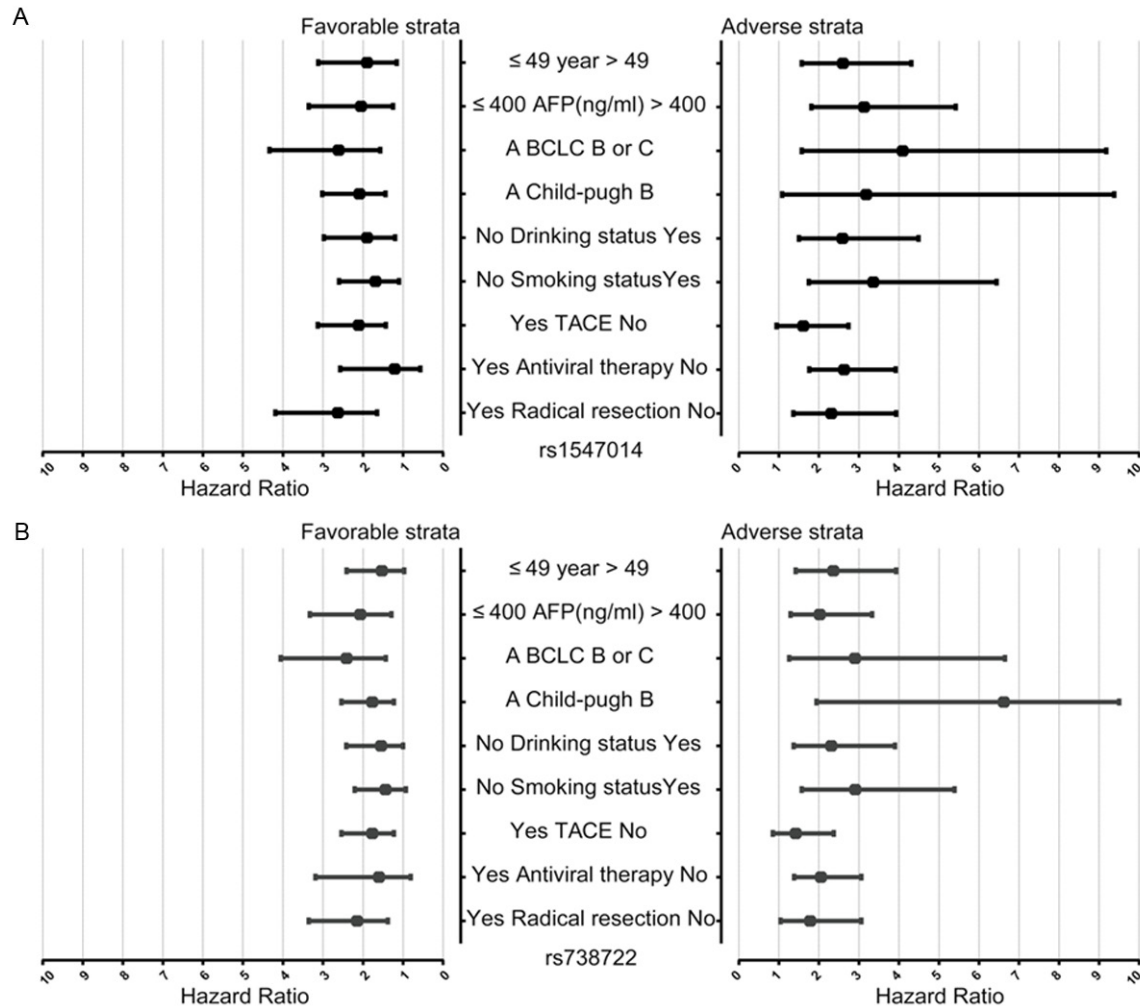 A
Favorable strata
Adverse strata
≤ 49 year > 49
≤ 400 AFP(ng/ml) > 400
A BCLC B or C
A Child-pugh B
No Drinking status Yes
No Smoking statusYes
Yes TACE No
Yes Antiviral therapy No
Yes Radical resection No
rs1547014
10 9 8 7 6 5 4 3 2 1 0
0 1 2 3 4 5 6 7 8 9 10
Hazard Ratio
Hazard Ratio
B
Favorable strata
Adverse strata
≤ 49 year > 49
≤ 400 AFP(ng/ml) > 400
A BCLC B or C
A Child-pugh B
No Drinking status Yes
No Smoking statusYes
Yes TACE No
Yes Antiviral therapy No
Yes Radical resection No
rs738722
10 9 8 7 6 5 4 3 2 1 0
0 1 2 3 4 5 6 7 8 9 10
Hazard Ratio
Hazard Ratio